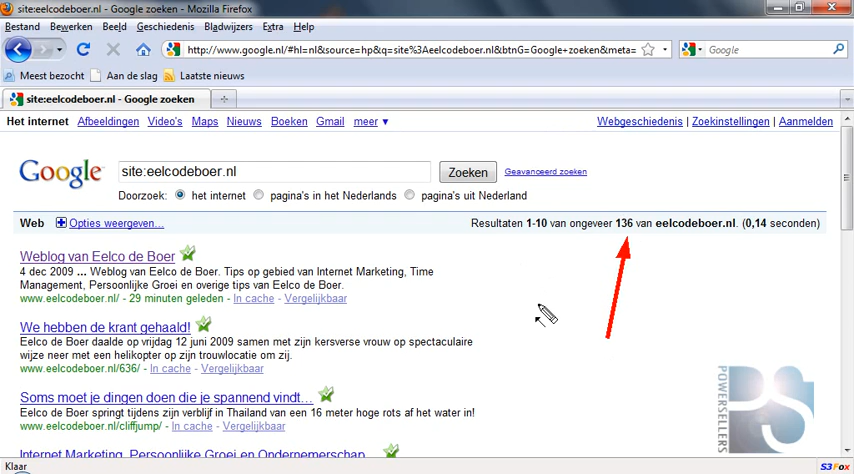 site:eelcodeboer.nl - Google zoeken - Mozilla Firefox
Bestand Bewerken Beeld Geschiedenis Bladwijzers Extra Help
http://www.google.nl/#hl=nl&source=hp&q=site%3Aeelcodeboer.nl&btnG=Google+zoeken&meta= Google
Meest bezocht Aan de slag Laatste nieuws
site:eelcodeboer.nl - Google zoeken
Het internet Afbeeldingen Video's Maps Nieuws Boeken Gmail meer ▼ Webgeschiedenis | Zoekinstellingen | Aanmelden
Google site:eelcodeboer.nl Zoeken Geavanceerd zoeken
Doorzoek: het internet pagina's in het Nederlands pagina's uit Nederland
Web Opties weergeven... Resultaten 1-10 van ongeveer 136 van eelcodeboer.nl. (0,14 seconden)
Weblog van Eelco de Boer
4 dec 2009 ... Weblog van Eelco de Boer. Tips op gebied van Internet Marketing, Time
Management, Persoonlijke Groei en overige tips van Eelco de Boer.
www.eelcodeboer.nl/ - 29 minuten geleden - In cache - Vergelijkbaar
We hebben de krant gehaald!
Eelco de Boer daalde op vrijdag 12 juni 2009 samen met zijn kersverse vrouw op spectaculaire
wijze neer met een helikopter op zijn trouwlocatie om zij.
www.eelcodeboer.nl/636/ - In cache - Vergelijkbaar
Soms moet je dingen doen die je spannend vindt…
Eelco de Boer springt tijdens zijn verblijf in Thailand van een 16 meter hoge rots af het water in!
www.eelcodeboer.nl/cliffjump/ - In cache - Vergelijkbaar
Internet Marketing, Persoonlijke Groei en Ondernemerschap
POWERSELLERS
PS
Klaar S3Fox